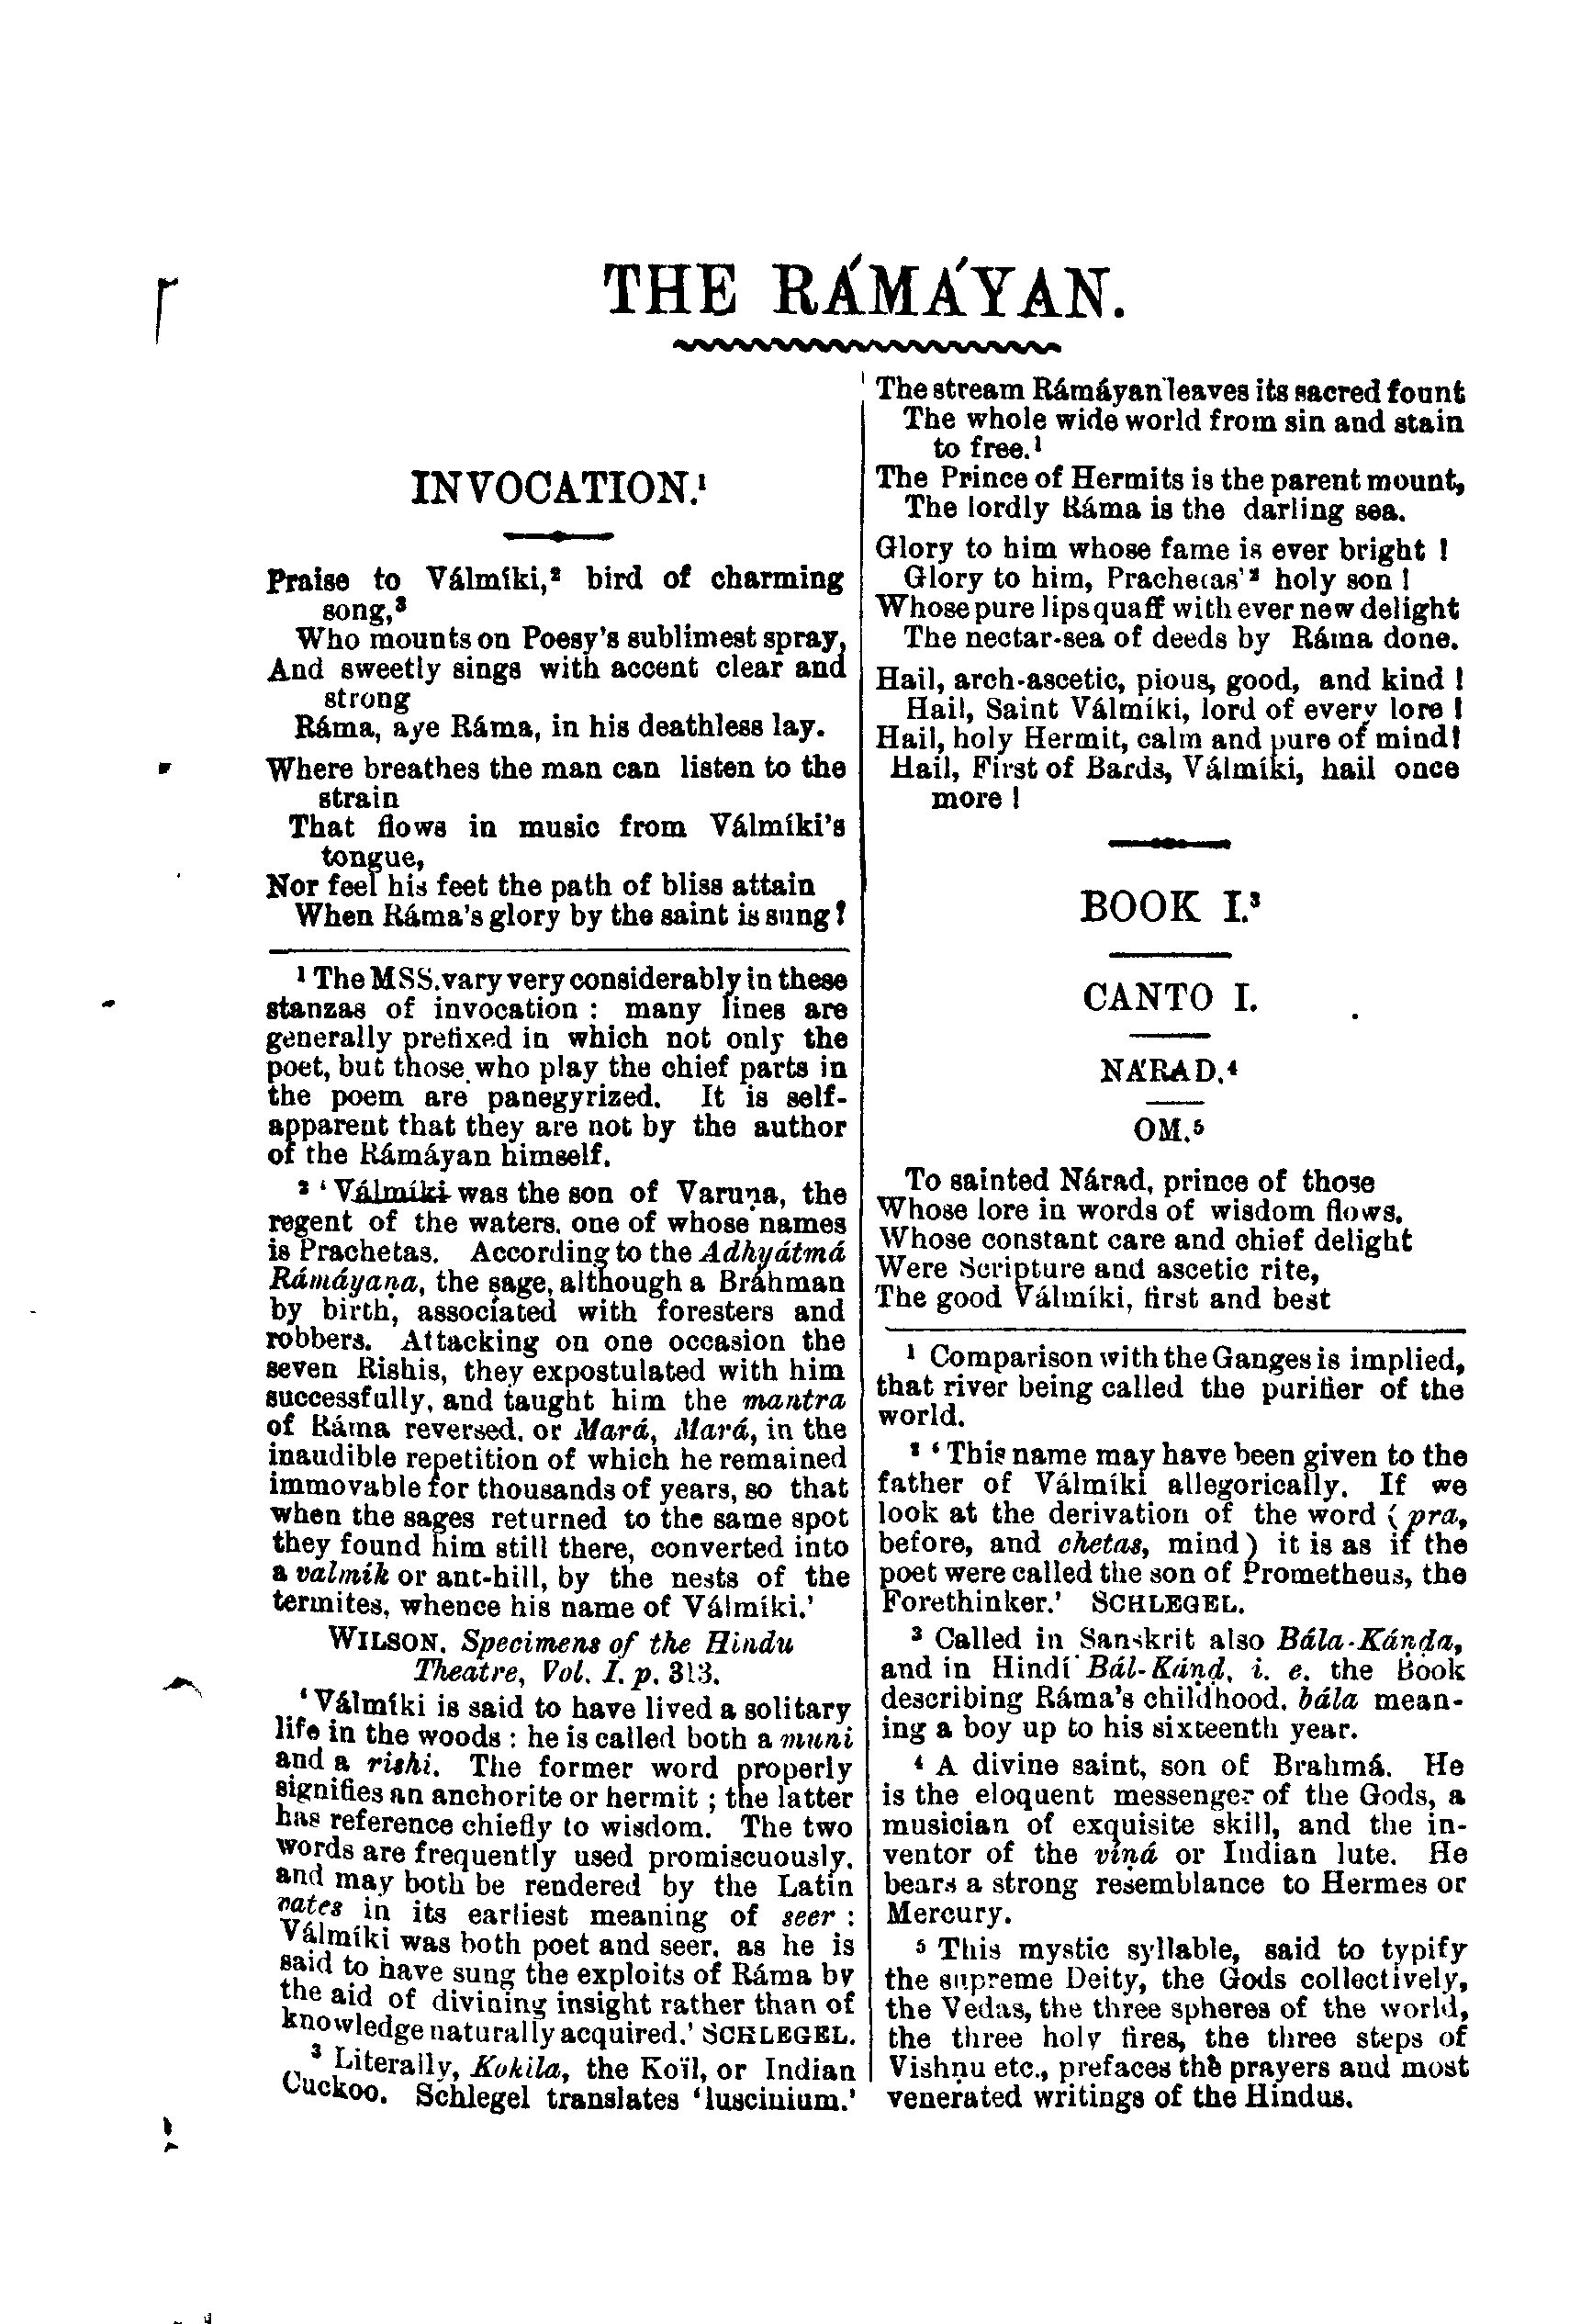 THE RÁMÁYAN.
INVOCATION.¹
Praise to Válmíki,² bird of charming
song,³
Who mounts on Poesy's sublimest spray,
And sweetly sings with accent clear and
strong
Ráma, aye Ráma, in his deathless lay.
Where breathes the man can listen to the
strain
That flows in music from Válmíki's
tongue,
Nor feel his feet the path of bliss attain
When Ráma's glory by the saint is sung!
¹ The MSS. vary very considerably in these
stanzas of invocation : many lines are
generally prefixed in which not only the
poet, but those who play the chief parts in
the poem are panegyrized. It is self-
apparent that they are not by the author
of the Rámáyan himself.
² 'Válmíki was the son of Varuṇa, the
regent of the waters, one of whose names
is Prachetas. According to the Adhyátmá
Rámáyaṇa, the sage, although a Bráhman
by birth, associated with foresters and
robbers. Attacking on one occasion the
seven Rishis, they expostulated with him
successfully, and taught him the mantra
of Ráma reversed, or Mará, Mará, in the
inaudible repetition of which he remained
immovable for thousands of years, so that
when the sages returned to the same spot
they found him still there, converted into
a valmík or ant-hill, by the nests of the
termites, whence his name of Válmíki.'
WILSON. Specimens of the Hindu
Theatre, Vol. I. p. 313.
'Válmíki is said to have lived a solitary
life in the woods : he is called both a muni
and a rishi. The former word properly
signifies an anchorite or hermit ; the latter
has reference chiefly to wisdom. The two
words are frequently used promiscuously,
and may both be rendered by the Latin
vates in its earliest meaning of seer :
Válmíki was both poet and seer, as he is
said to have sung the exploits of Ráma by
the aid of divining insight rather than of
knowledge naturally acquired.' SCHLEGEL.
³ Literally, Kokila, the Koïl, or Indian
Cuckoo. Schlegel translates 'luscinium.'
The stream Rámáyan leaves its sacred fount
The whole wide world from sin and stain
to free.¹
The Prince of Hermits is the parent mount,
The lordly Ráma is the darling sea.
Glory to him whose fame is ever bright !
Glory to him, Prachetas'² holy son !
Whose pure lips quaff with ever new delight
The nectar-sea of deeds by Ráma done.
Hail, arch-ascetic, pious, good, and kind !
Hail, Saint Válmíki, lord of every lore !
Hail, holy Hermit, calm and pure of mind!
Hail, First of Bards, Válmíki, hail once
more !
BOOK I.³
CANTO I.
NÁRAD.⁴
OM.⁵
To sainted Nárad, prince of those
Whose lore in words of wisdom flows,
Whose constant care and chief delight
Were Scripture and ascetic rite,
The good Válmíki, first and best
¹ Comparison with the Ganges is implied,
that river being called the purifier of the
world.
² 'This name may have been given to the
father of Válmíki allegorically. If we
look at the derivation of the word (pra,
before, and chetas, mind) it is as if the
poet were called the son of Prometheus, the
Forethinker.' SCHLEGEL.
³ Called in Sanskrit also Bála-Káṇḍa,
and in Hindí Bál-Káṇḍ, i. e. the Book
describing Ráma's childhood, bála mean-
ing a boy up to his sixteenth year.
⁴ A divine saint, son of Brahmá. He
is the eloquent messenger of the Gods, a
musician of exquisite skill, and the in-
ventor of the víṇá or Indian lute. He
bears a strong resemblance to Hermes or
Mercury.
⁵ This mystic syllable, said to typify
the supreme Deity, the Gods collectively,
the Vedas, the three spheres of the world,
the three holy fires, the three steps of
Vishṇu etc., prefaces the prayers and most
venerated writings of the Hindus.